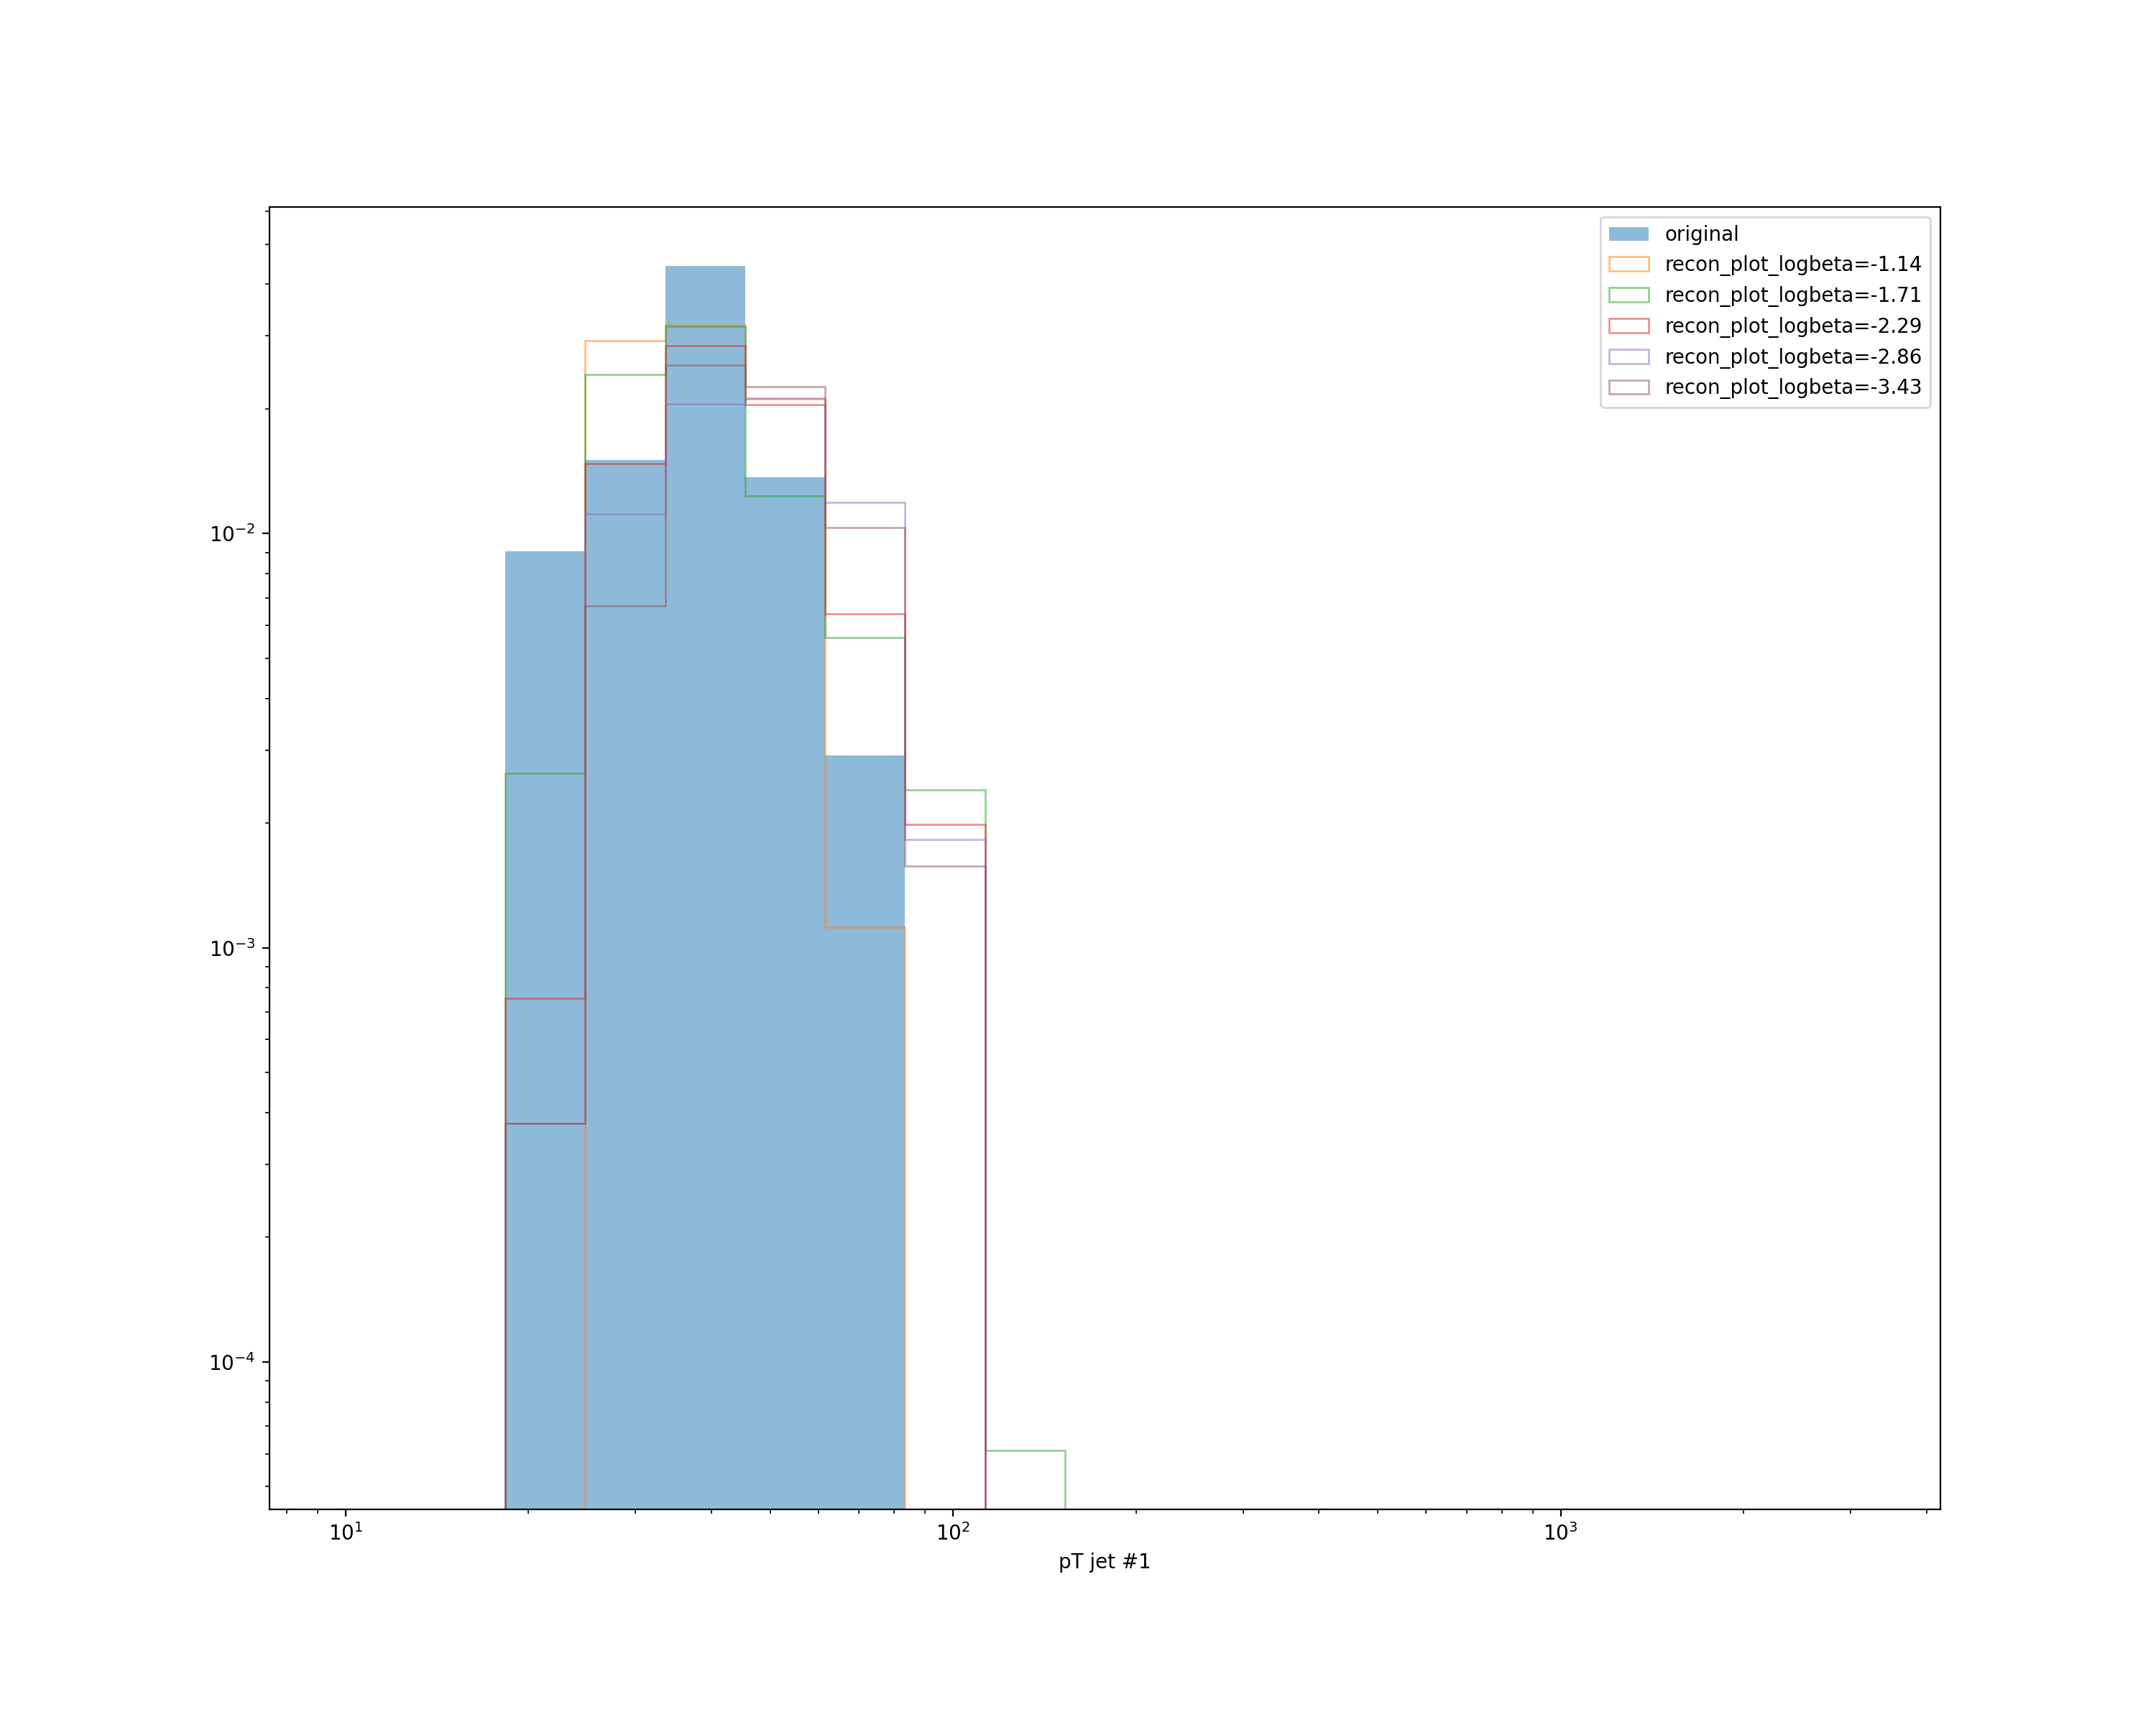 original
recon_plot_logbeta=-1.14
recon_plot_logbeta=-1.71
recon_plot_logbeta=-2.29
recon_plot_logbeta=-2.86
recon_plot_logbeta=-3.43
10⁻²
10⁻³
10⁻⁴
10¹ 10² 10³
pT jet #1